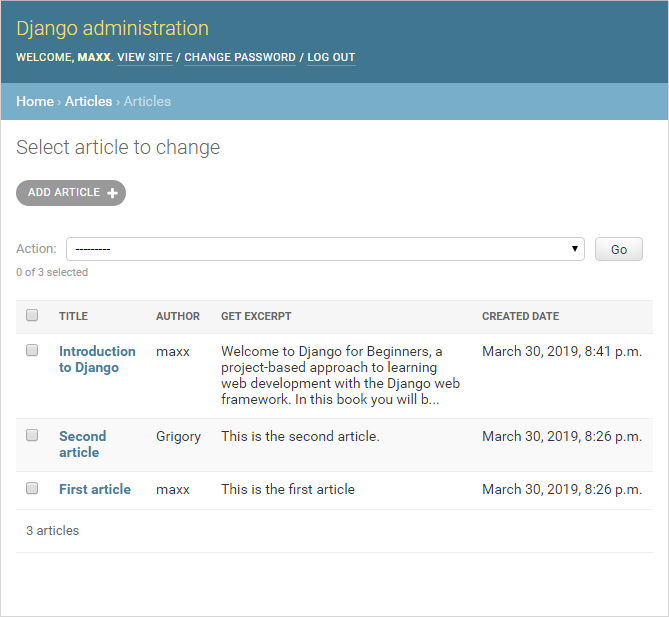 Django administration
WELCOME, MAXX. VIEW SITE / CHANGE PASSWORD / LOG OUT
Home › Articles › Articles
Select article to change
ADD ARTICLE +
Action: --------- Go
0 of 3 selected
TITLE AUTHOR GET EXCERPT CREATED DATE
Introduction to Django maxx Welcome to Django for Beginners, a March 30, 2019, 8:41 p.m.
project-based approach to learning
web development with the Django web
framework. In this book you will b...
Second article Grigory This is the second article. March 30, 2019, 8:26 p.m.
First article maxx This is the first article March 30, 2019, 8:26 p.m.
3 articles